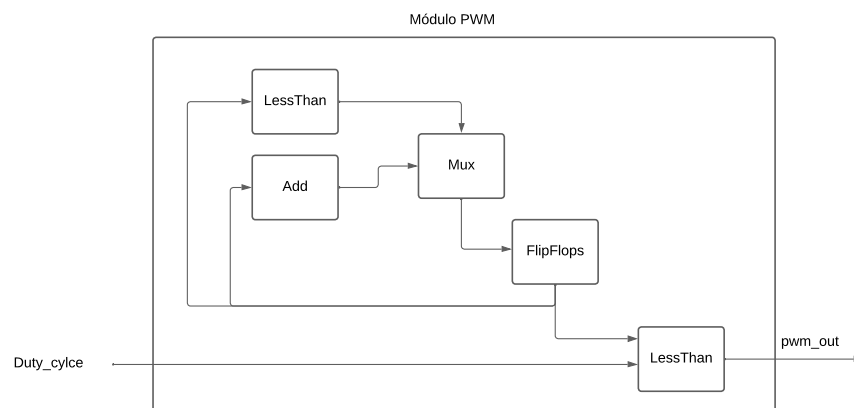 Módulo PWM
LessThan
Mux
Add
FlipFlops
pwm_out
LessThan
Duty_cylce